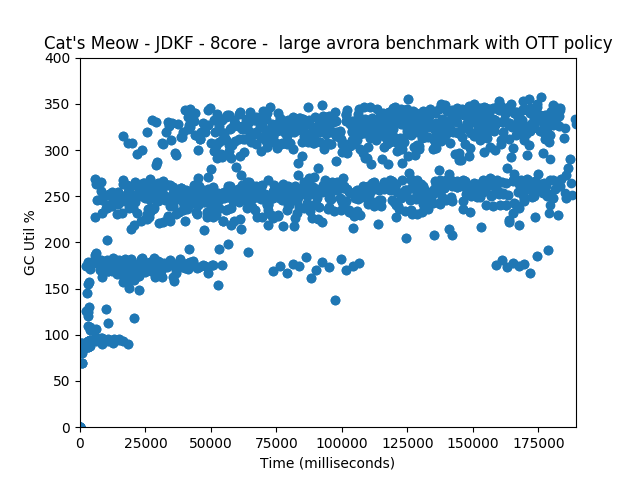 Cat's Meow - JDKF - 8core -  large avrora benchmark with OTT policy
400
350
300
250
200
150
100
50
0
GC Util %
0 25000 50000 75000 100000 125000 150000 175000
Time (milliseconds)